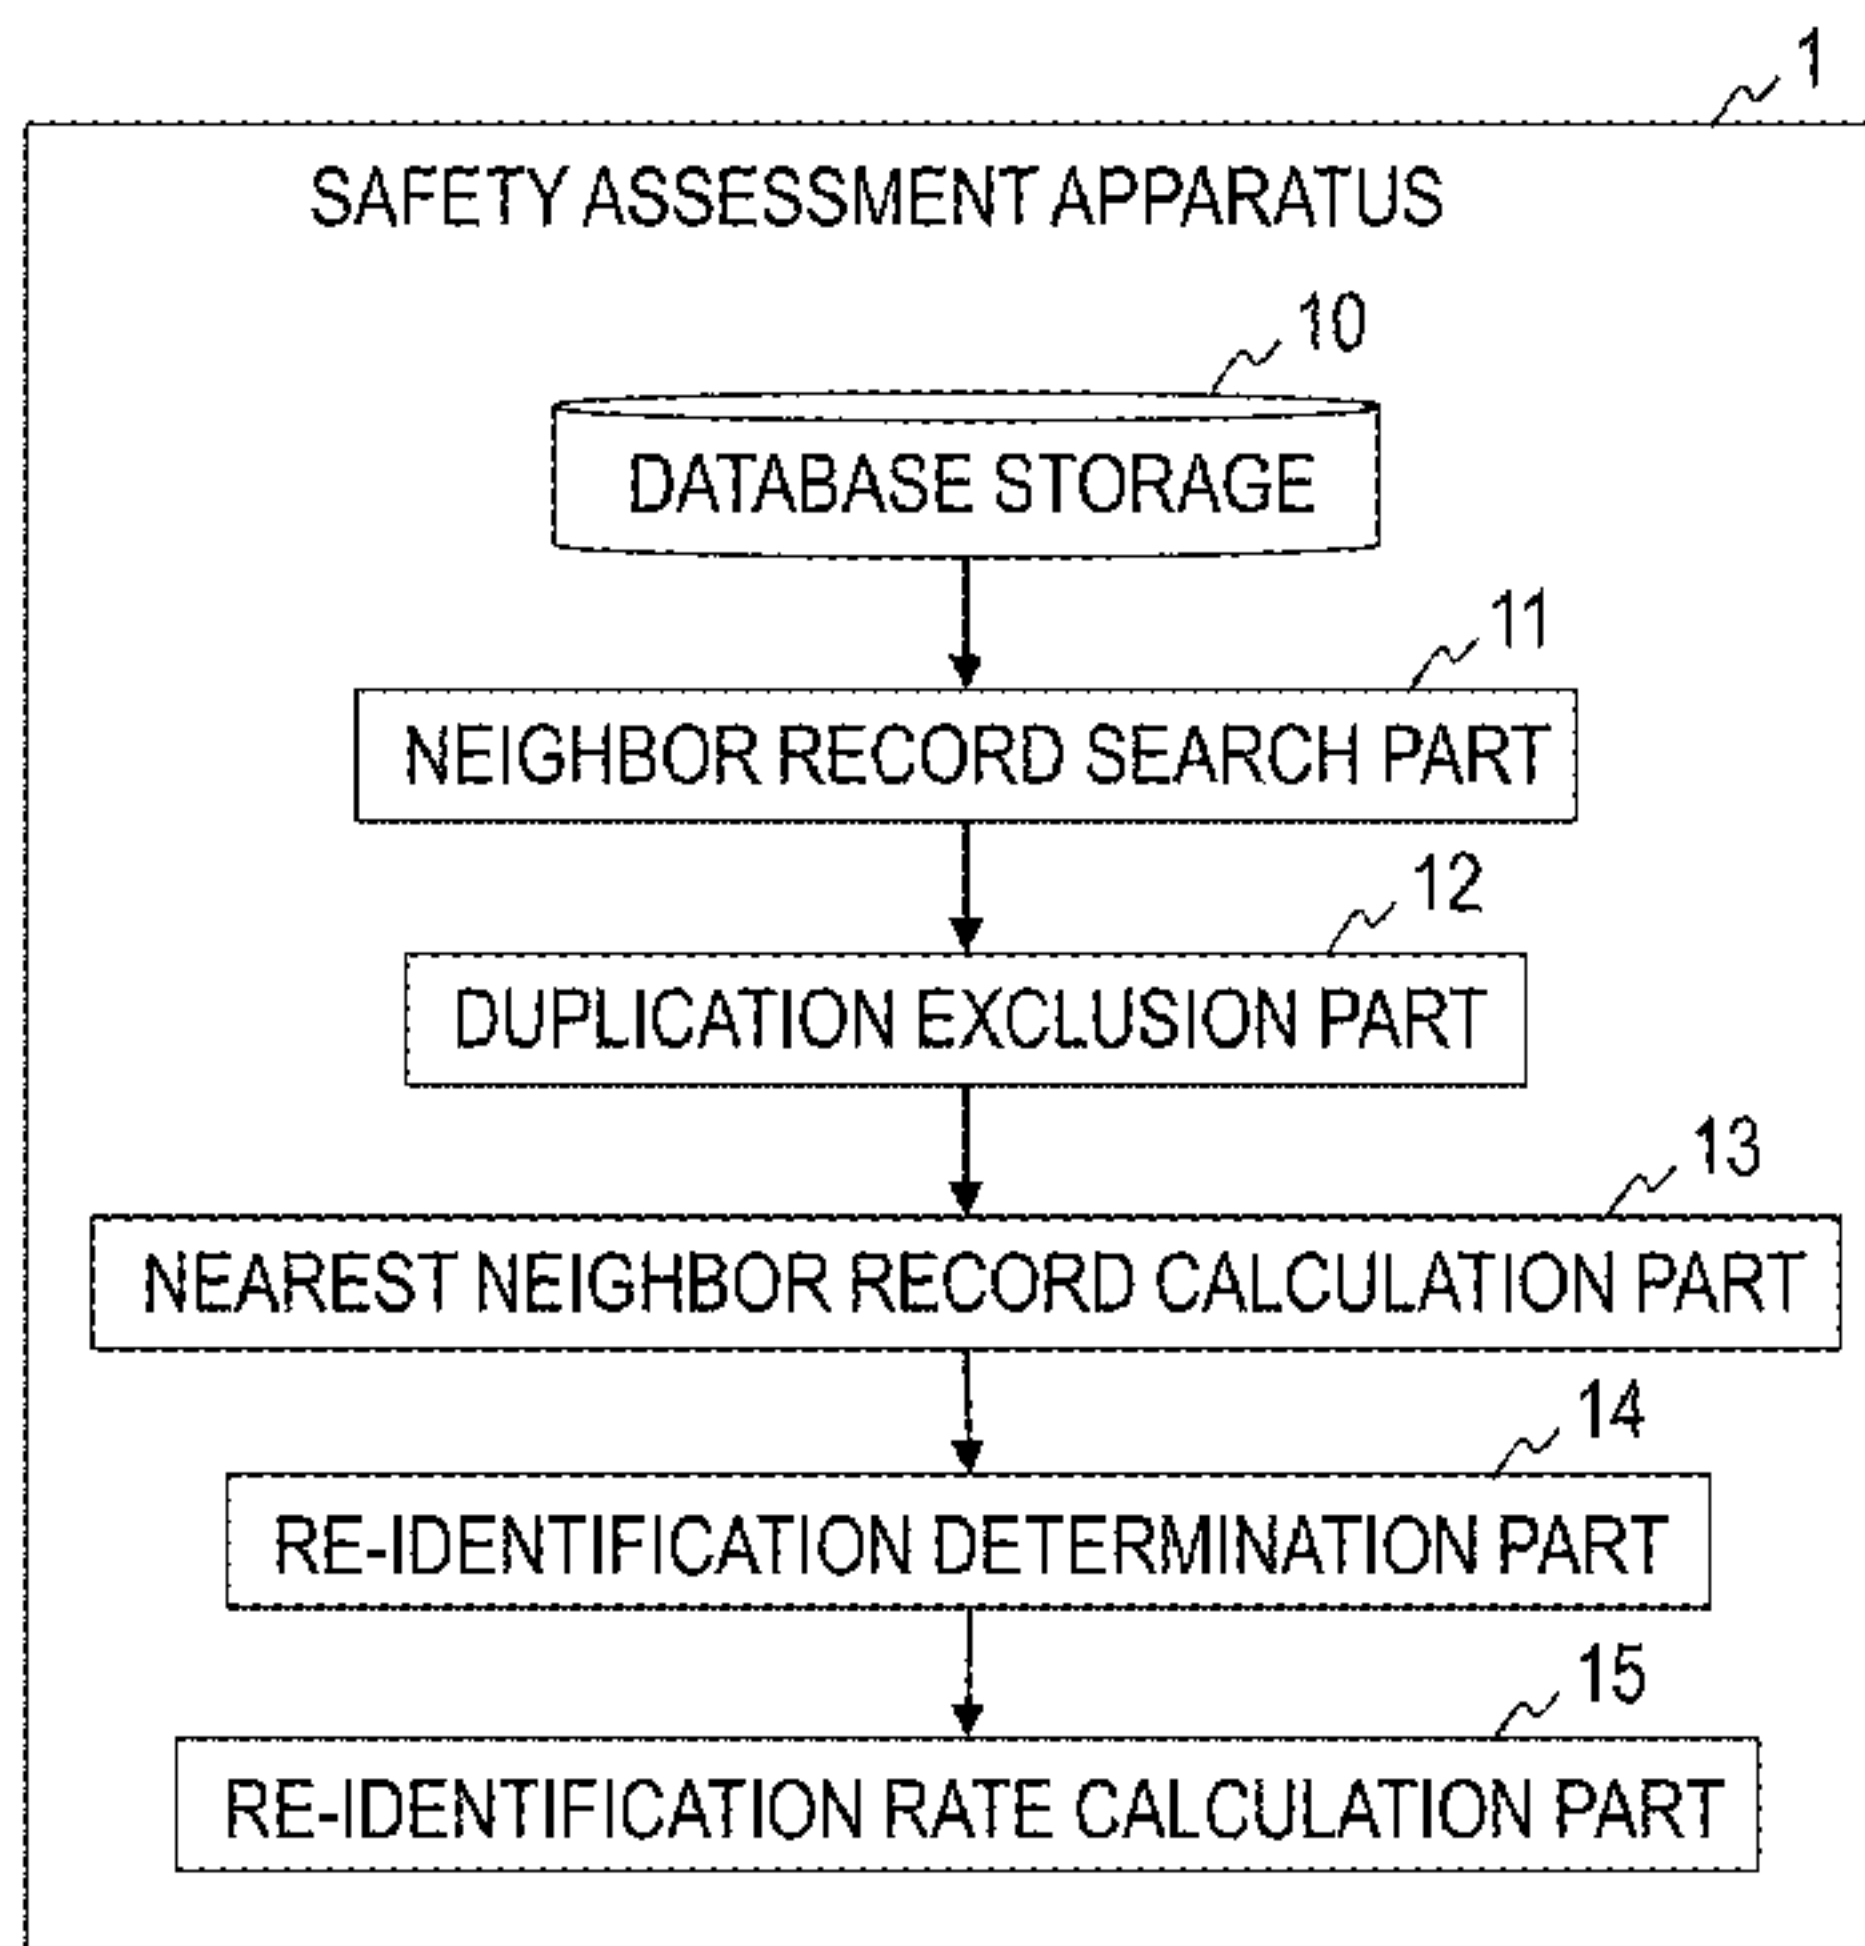 1
SAFETY ASSESSMENT APPARATUS
10
DATABASE STORAGE
11
NEIGHBOR RECORD SEARCH PART
12
DUPLICATION EXCLUSION PART
13
NEAREST NEIGHBOR RECORD CALCULATION PART
14
RE-IDENTIFICATION DETERMINATION PART
15
RE-IDENTIFICATION RATE CALCULATION PART